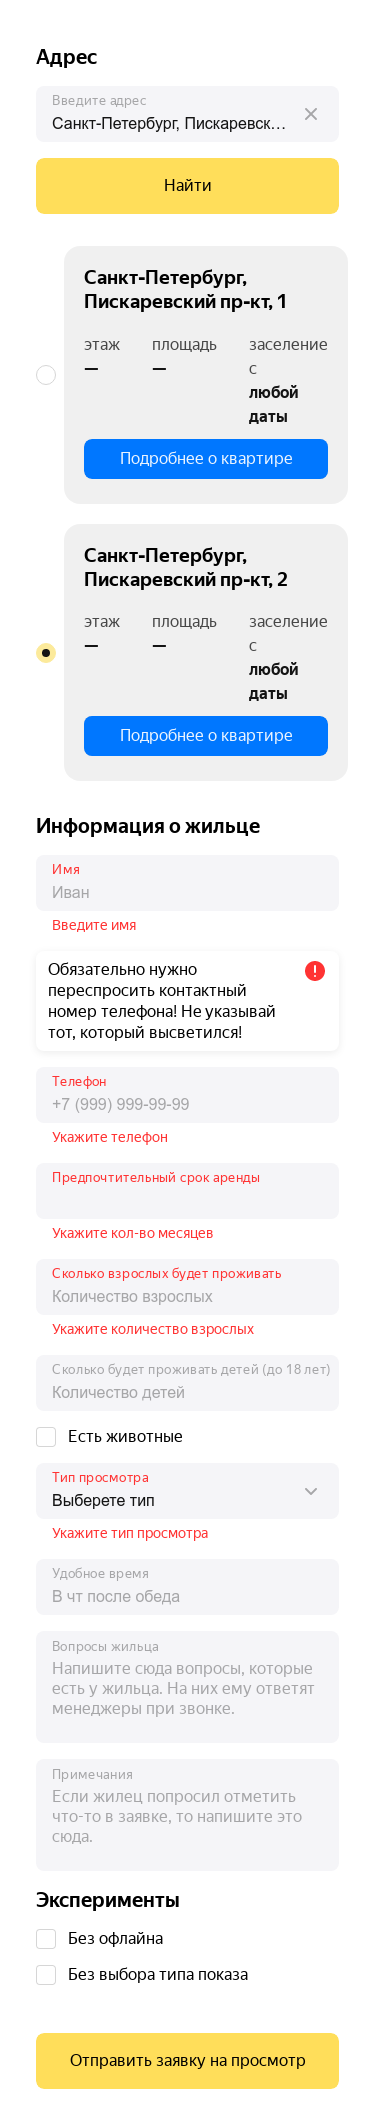 Адрес
Введите адрес
Санкт-Петербург, Пискаревск...
Найти
Санкт-Петербург,
Пискаревский пр-кт, 1
этаж площадь заселение
— — с
любой
даты
Подробнее о квартире
Санкт-Петербург,
Пискаревский пр-кт, 2
этаж площадь заселение
— — с
любой
даты
Подробнее о квартире
Информация о жильце
Имя
Иван
Введите имя
Обязательно нужно
переспросить контактный
номер телефона! Не указывай
тот, который высветился!
Телефон
+7 (999) 999-99-99
Укажите телефон
Предпочтительный срок аренды
Укажите кол-во месяцев
Сколько взрослых будет проживать
Количество взрослых
Укажите количество взрослых
Сколько будет проживать детей (до 18 лет)
Количество детей
Есть животные
Тип просмотра
Выберете тип
Укажите тип просмотра
Удобное время
В чт после обеда
Вопросы жильца
Напишите сюда вопросы, которые
есть у жильца. На них ему ответят
менеджеры при звонке.
Примечания
Если жилец попросил отметить
что-то в заявке, то напишите это
сюда.
Эксперименты
Без офлайна
Без выбора типа показа
Отправить заявку на просмотр